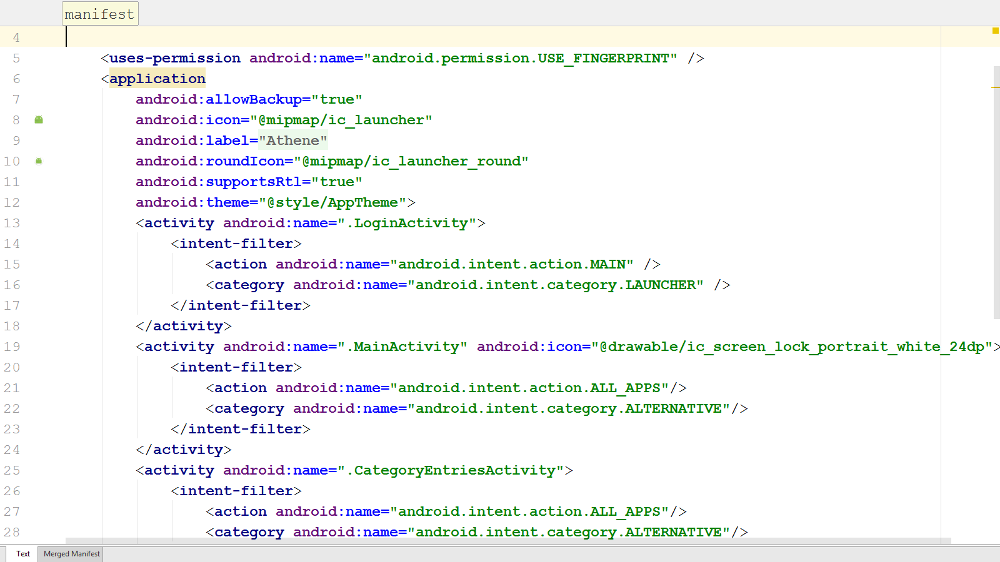 manifest
4
5 <uses-permission android:name="android.permission.USE_FINGERPRINT" />
6 <application
7 android:allowBackup="true"
8 android:icon="@mipmap/ic_launcher"
9 android:label="Athene"
10 android:roundIcon="@mipmap/ic_launcher_round"
11 android:supportsRtl="true"
12 android:theme="@style/AppTheme">
13 <activity android:name=".LoginActivity">
14 <intent-filter>
15 <action android:name="android.intent.action.MAIN" />
16 <category android:name="android.intent.category.LAUNCHER" />
17 </intent-filter>
18 </activity>
19 <activity android:name=".MainActivity" android:icon="@drawable/ic_screen_lock_portrait_white_24dp">
20 <intent-filter>
21 <action android:name="android.intent.action.ALL_APPS"/>
22 <category android:name="android.intent.category.ALTERNATIVE"/>
23 </intent-filter>
24 </activity>
25 <activity android:name=".CategoryEntriesActivity">
26 <intent-filter>
27 <action android:name="android.intent.action.ALL_APPS"/>
28 <category android:name="android.intent.category.ALTERNATIVE"/>
Text Merged Manifest